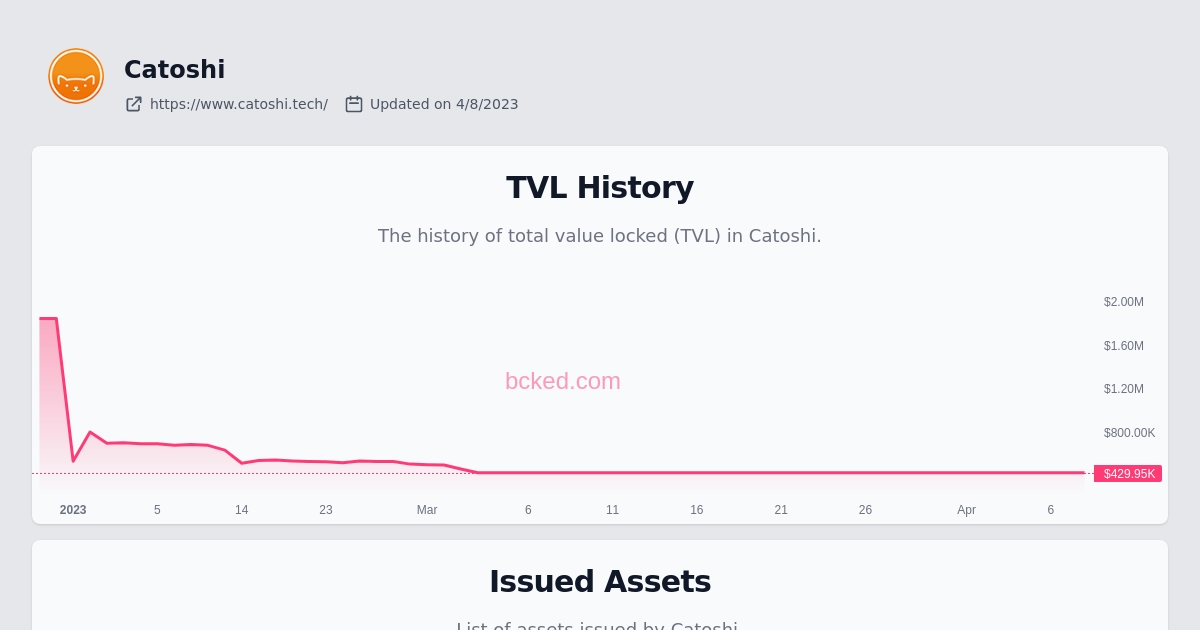 Catoshi
https://www.catoshi.tech/ Updated on 4/8/2023
TVL History
The history of total value locked (TVL) in Catoshi.
$2.00M
$1.60M
bcked.com
$1.20M
$800.00K
$429.95K
2023 5 14 23 Mar 6 11 16 21 26 Apr 6
Issued Assets
List of assets issued by Catoshi